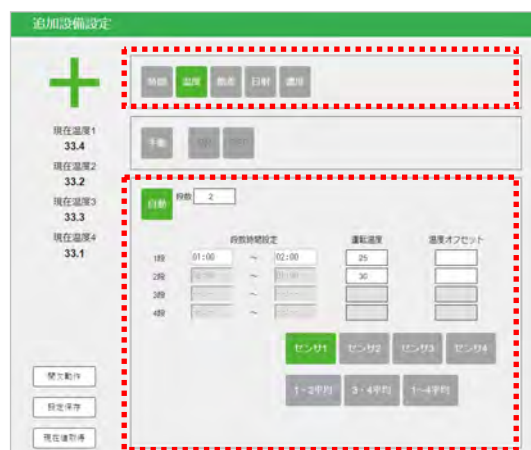 追加設備設定
時間 温度 飽差 日射 濃度
現在温度1
33.4
現在温度2
33.2
現在温度3
33.3
現在温度4
33.1
手動
自動 段数 2
段数時間設定 運転温度 温度オフセット
1段 01:00 ~ 02:00 25
2段 ~ 30
3段 ~
4段 ~
センサ1 センサ2 センサ3 センサ4
1~2平均 3~4平均 1~4平均
間欠動作
設定保存
現在値取得